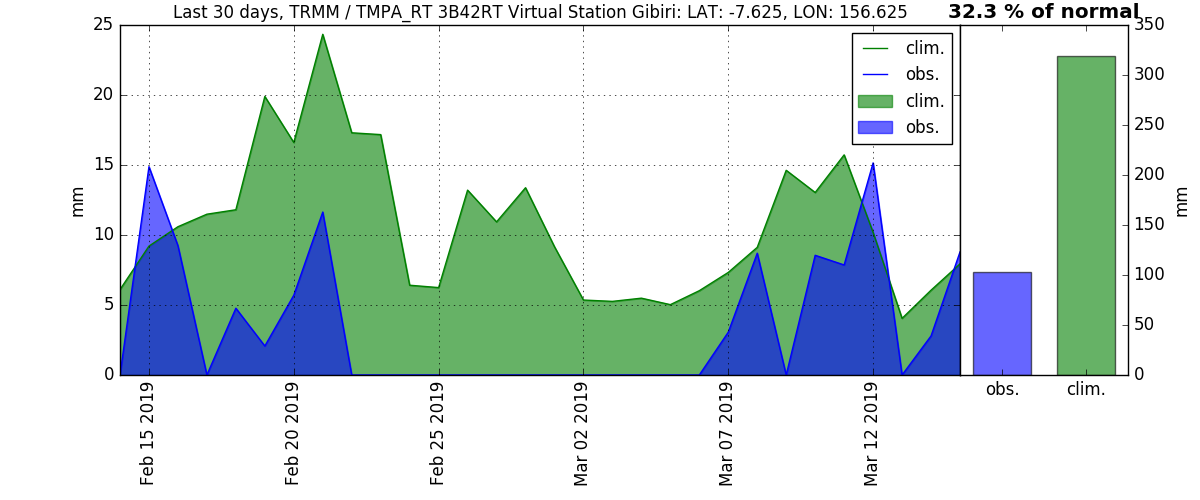 Last 30 days, TRMM / TMPA_RT 3B42RT Virtual Station Gibiri: LAT: -7.625, LON: 156.625
32.3 % of normal
25
20
15
10
5
0
mm
clim.
obs.
clim.
obs.
350
300
250
200
150
100
50
0
mm
Feb 15 2019
Feb 20 2019
Feb 25 2019
Mar 02 2019
Mar 07 2019
Mar 12 2019
obs.
clim.